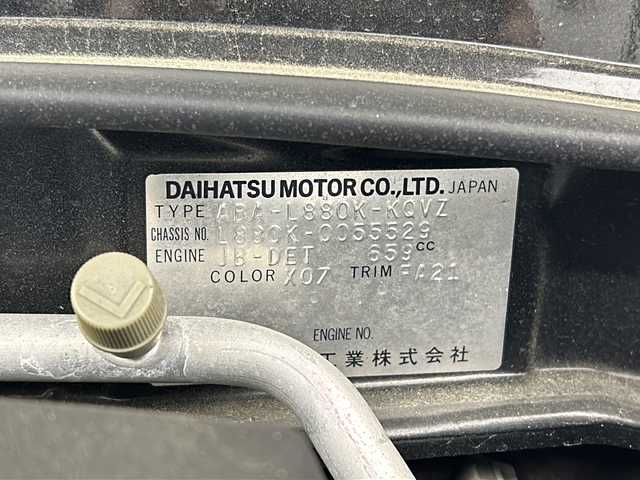 DAIHATSU MOTOR CO.,LTD. JAPAN
TYPE ABA-L880K-KQVZ
CHASSIS NO. L880K-0055529
ENGINE JB-DET 659 CC
COLOR X07 TRIM FA21
ENGINE NO.
工業株式会社
L